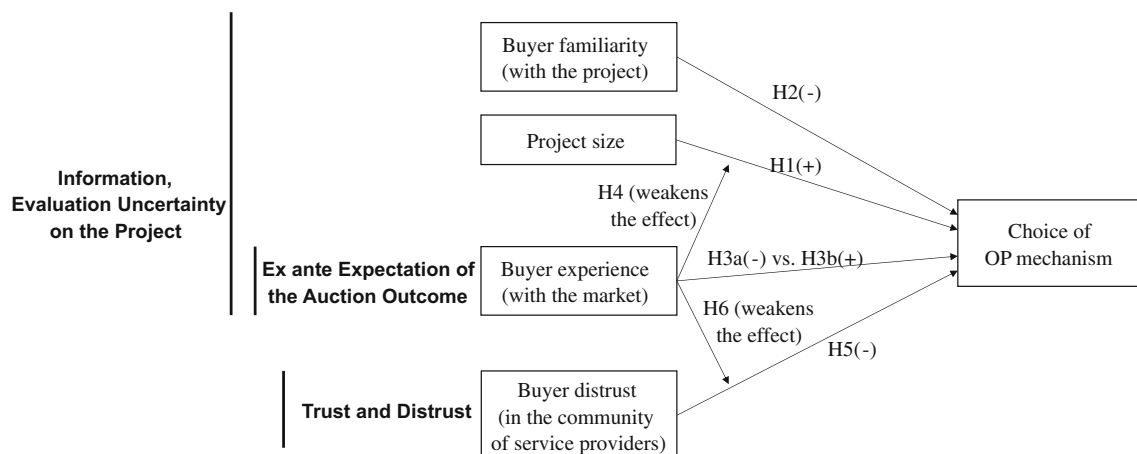 Buyer familiarity
(with the project)
H2(-)
Project size
H1(+)
Information,
Evaluation Uncertainty
on the Project
H4 (weakens
the effect)
Choice of
OP mechanism
Ex ante Expectation of
the Auction Outcome
Buyer experience
(with the market)
H3a(-) vs. H3b(+)
H6 (weakens
the effect)
H5(-)
Trust and Distrust
Buyer distrust
(in the community
of service providers)